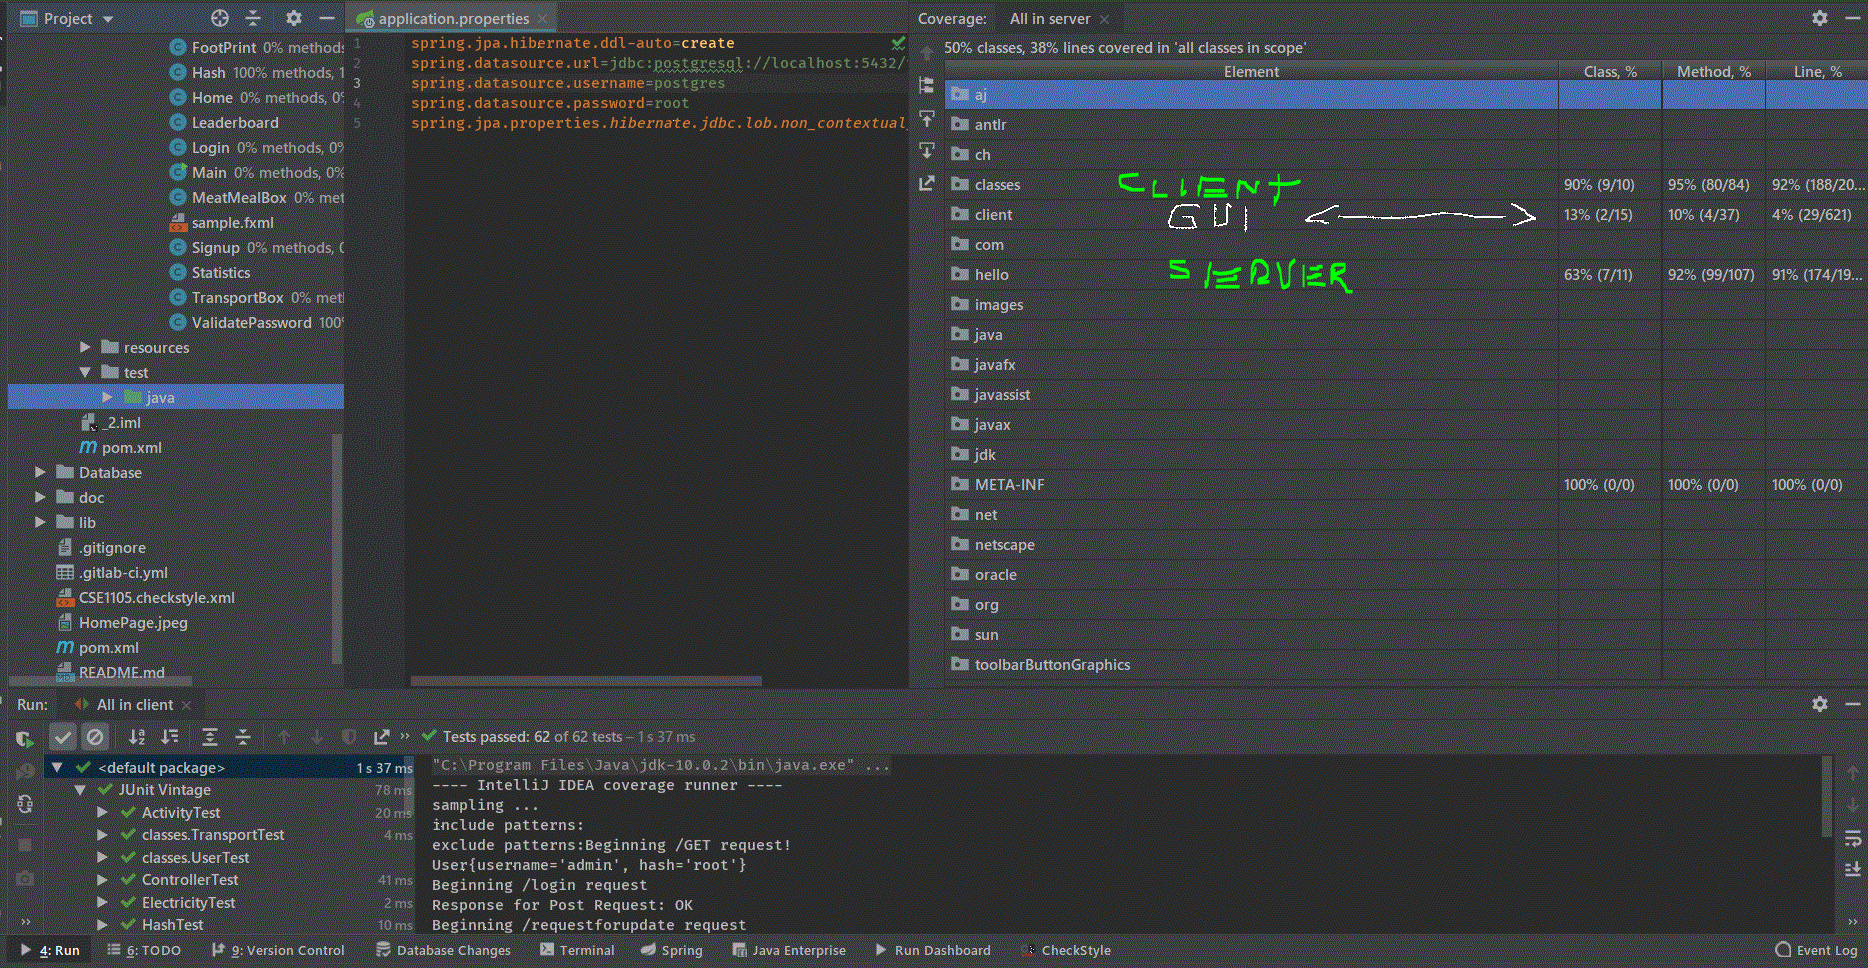 Project
application.properties
Coverage: All in server
FootPrint 0% methods
Hash 100% methods, 1
Home 0% methods, 0%
Leaderboard
Login 0% methods, 0%
Main 0% methods, 0%
MeatMealBox 0% met
sample.fxml
Signup 0% methods, 0
Statistics
TransportBox 0% met
ValidatePassword 100%
resources
test
java
_2.iml
pom.xml
Database
doc
lib
.gitignore
.gitlab-ci.yml
CSE1105.checkstyle.xml
HomePage.jpeg
pom.xml
README.md
1 spring.jpa.hibernate.ddl-auto=create
2 spring.datasource.url=jdbc:postgresql://localhost:5432/
3 spring.datasource.username=postgres
4 spring.datasource.password=root
5 spring.jpa.properties.hibernate.jdbc.lob.non_contextual_
50% classes, 38% lines covered in 'all classes in scope'
Element Class, % Method, % Line, %
aj
antlr
ch
classes CLIENT 90% (9/10) 95% (80/84) 92% (188/20...
client GUI 13% (2/15) 10% (4/37) 4% (29/621)
com
hello SERVER 63% (7/11) 92% (99/107) 91% (174/19...
images
java
javafx
javassist
javax
jdk
META-INF 100% (0/0) 100% (0/0) 100% (0/0)
net
netscape
oracle
org
sun
toolbarButtonGraphics
Run: All in client
Tests passed: 62 of 62 tests – 1 s 37 ms
<default package> 1 s 37 ms
JUnit Vintage 78 ms
ActivityTest 20 ms
classes.TransportTest 4 ms
classes.UserTest
ControllerTest 41 ms
ElectricityTest 2 ms
HashTest 10 ms
"C:\Program Files\Java\jdk-10.0.2\bin\java.exe" ...
---- IntelliJ IDEA coverage runner ----
sampling ...
include patterns:
exclude patterns:Beginning /GET request!
User{username='admin', hash='root'}
Beginning /login request
Response for Post Request: OK
Beginning /requestforupdate request
4: Run 6: TODO 9: Version Control Database Changes Terminal Spring Java Enterprise Run Dashboard CheckStyle Event Log